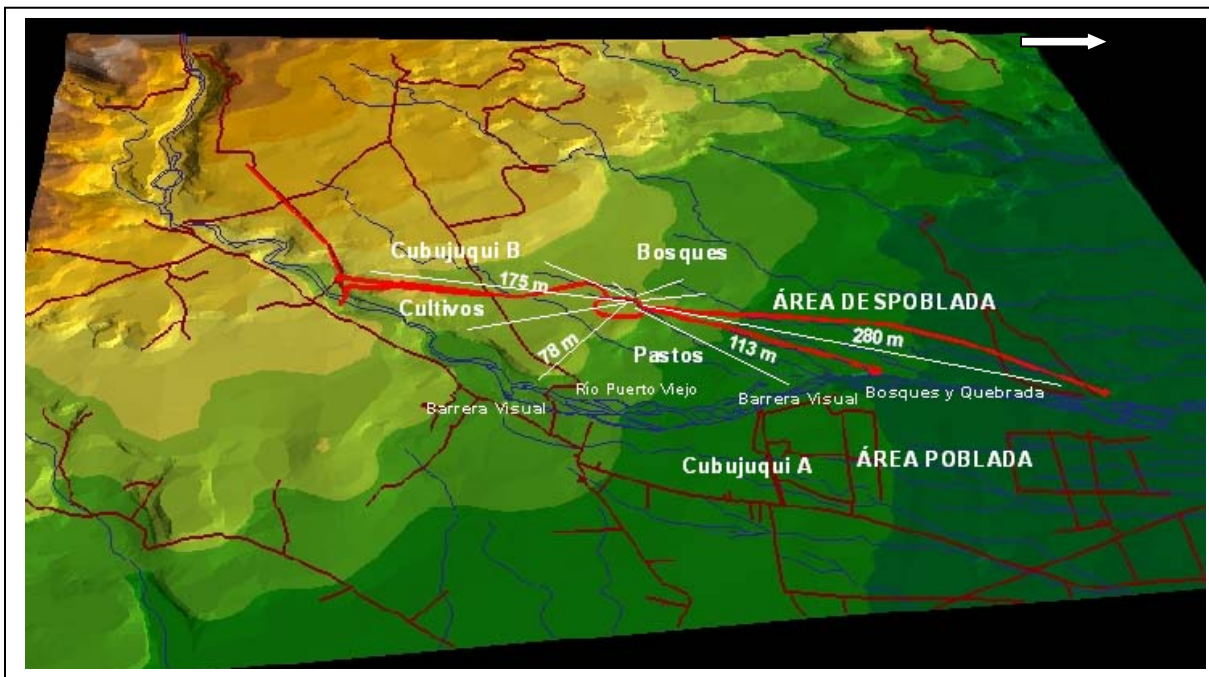 Cubujuqui B
Bosques
175 m
Cultivos
ÁREA DESPOBLADA
78 m
Pastos
113 m
280 m
Río Puerto Viejo
Barrera Visual
Barrera Visual
Bosques y Quebrada
Cubujuqui A
ÁREA POBLADA